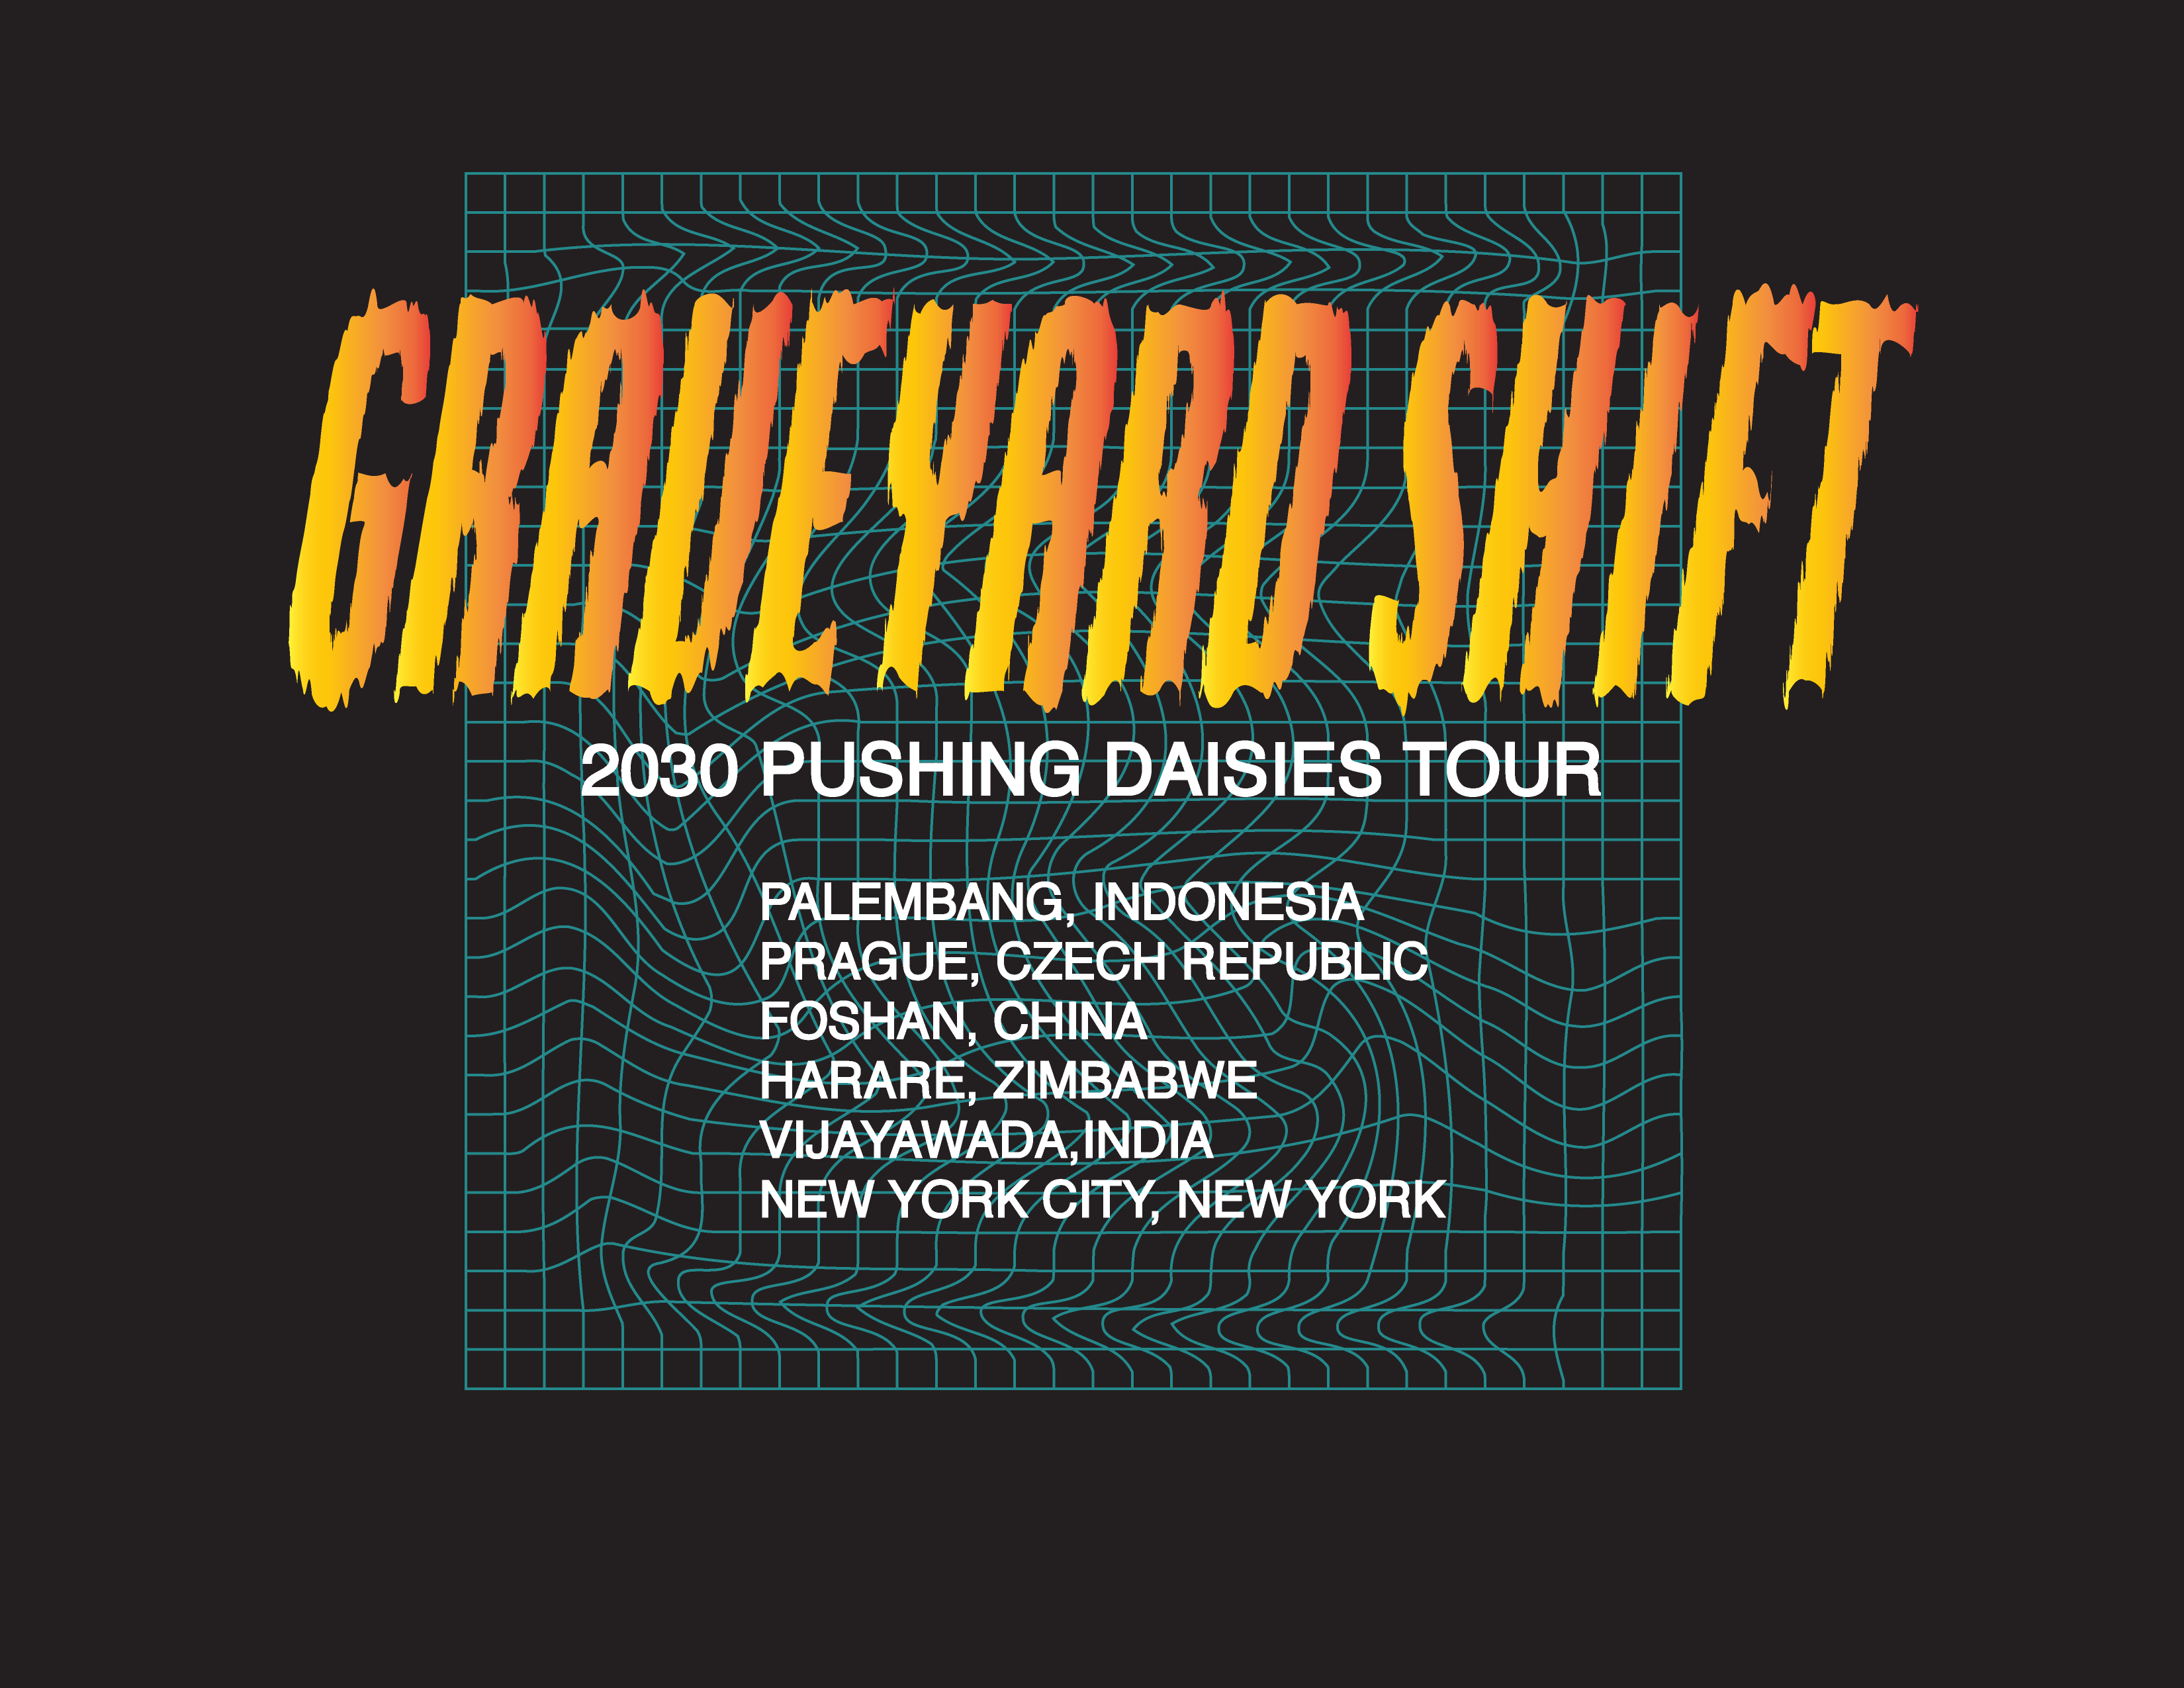 GRAVEYARD SHIFT
2030 PUSHING DAISIES TOUR
PALEMBANG, INDONESIA
PRAGUE, CZECH REPUBLIC
FOSHAN, CHINA
HARARE, ZIMBABWE
VIJAYAWADA,INDIA
NEW YORK CITY, NEW YORK